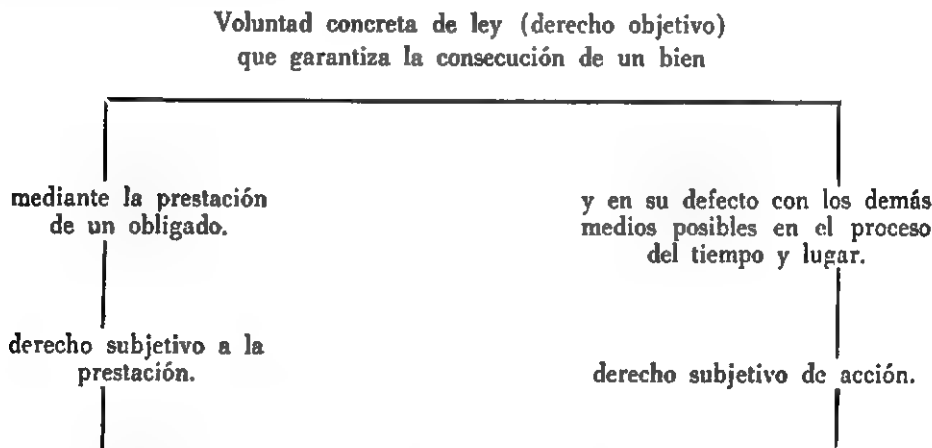 Voluntad concreta de ley (derecho objetivo)
que garantiza la consecución de un bien
mediante la prestación
de un obligado.
y en su defecto con los demás
medios posibles en el proceso
del tiempo y lugar.
derecho subjetivo a la
prestación.
derecho subjetivo de acción.